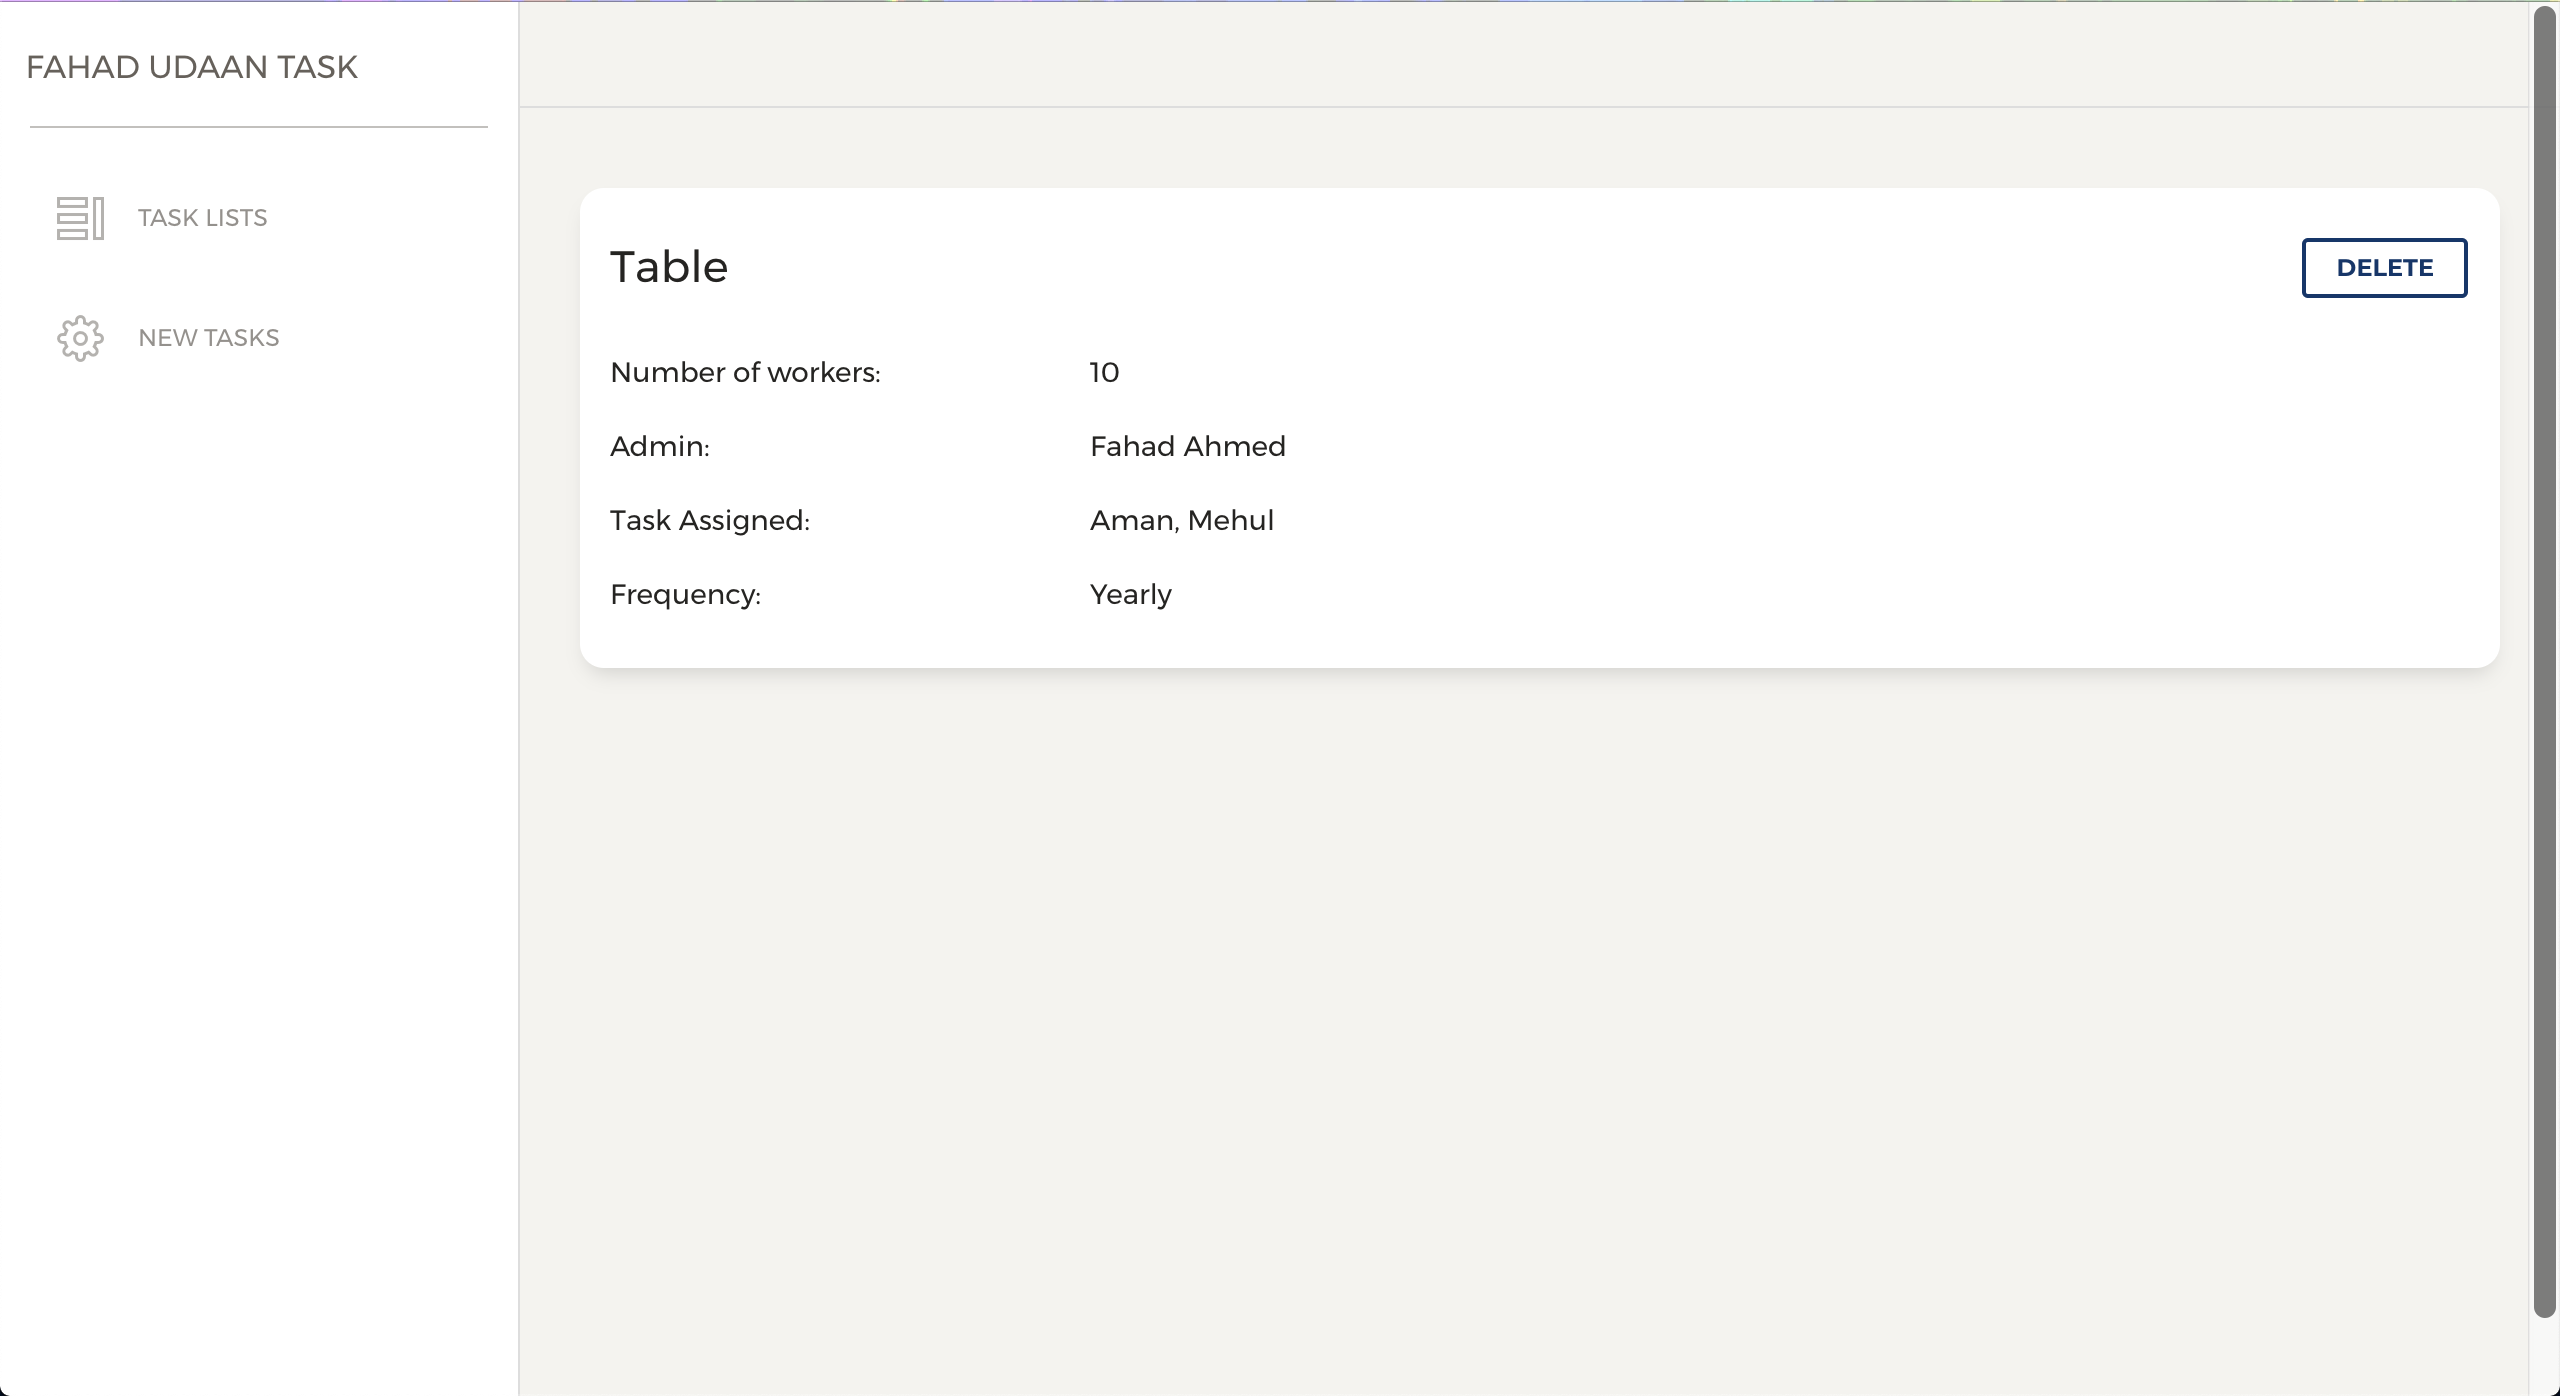 FAHAD UDAAN TASK
TASK LISTS
NEW TASKS
Table
DELETE
Number of workers: 10
Admin: Fahad Ahmed
Task Assigned: Aman, Mehul
Frequency: Yearly